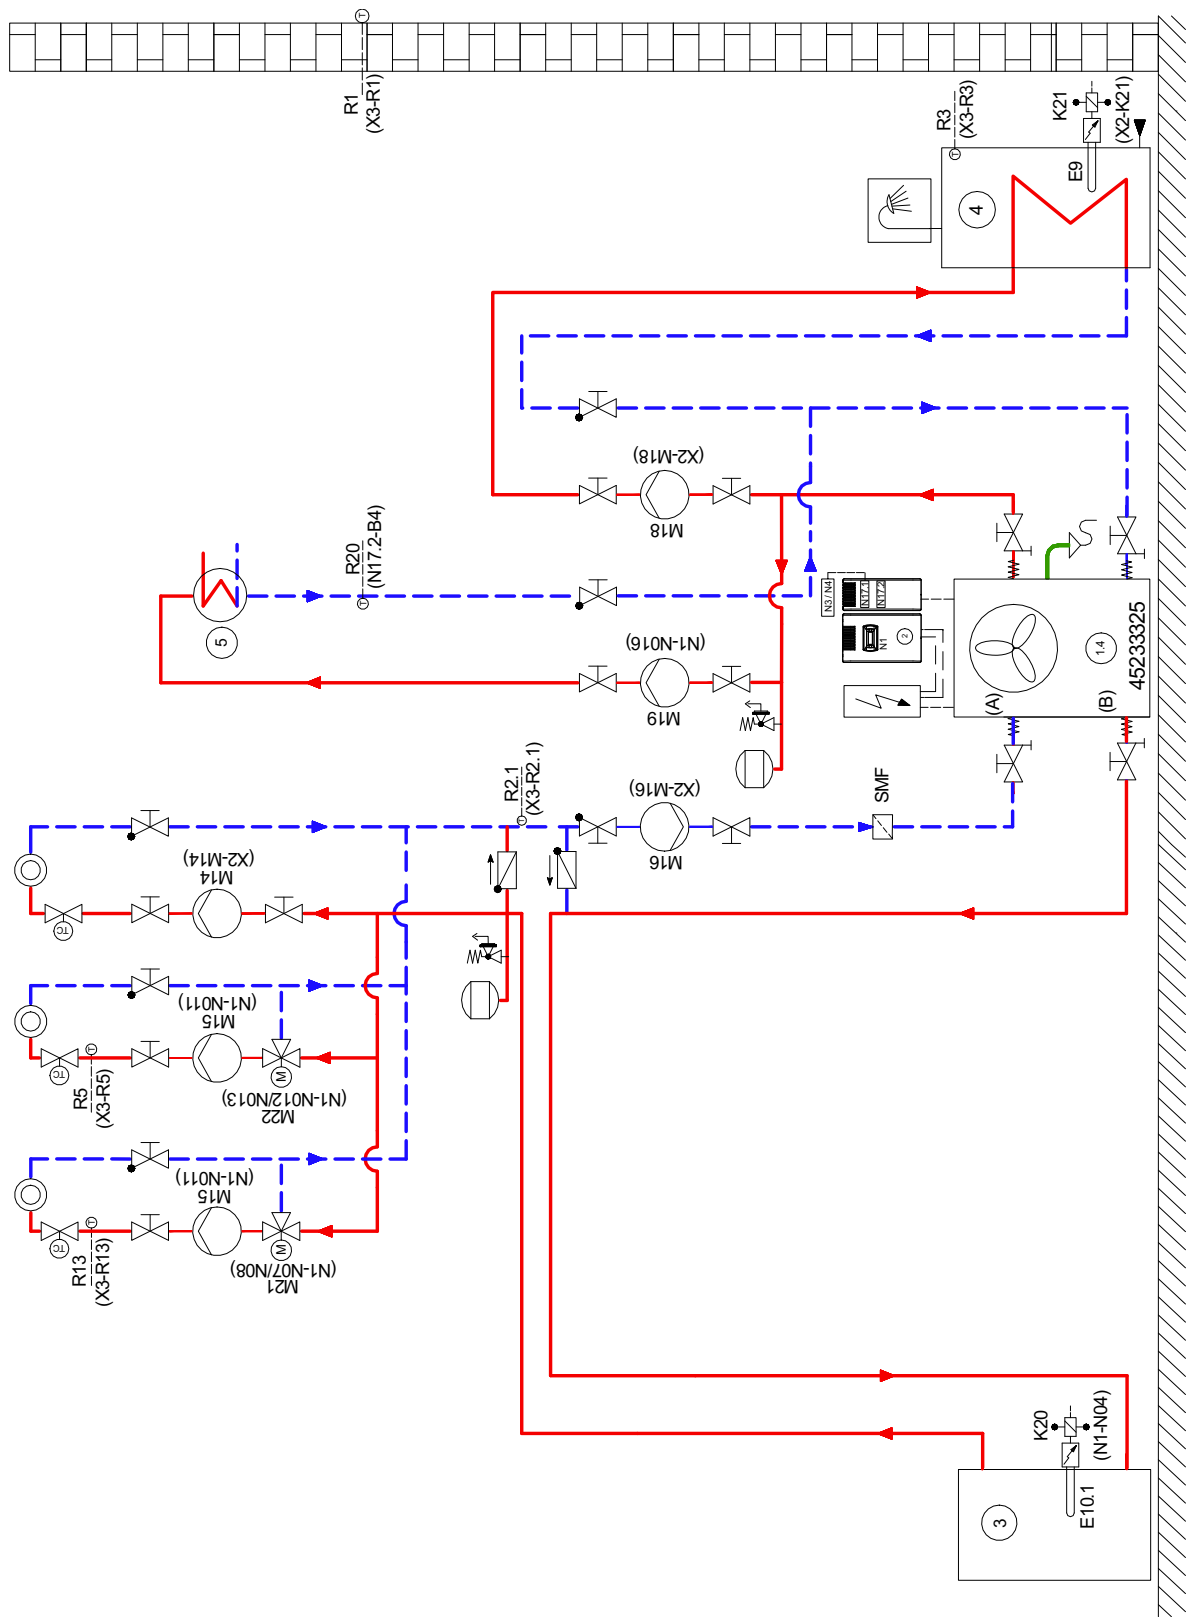 R1
(X3-R1)
R3
(X3-R3)
K21
(X2-K21)
E9
4
M18
(X2-M18)
R20
(N17.2-B4)
5
M19
(N1-N016)
N3 / N4
N17.1
N17.2
N1
2
1.4
45233325
(A)
(B)
R2.1
(X3-R2.1)
M16
(X2-M16)
SMF
M14
(X2-M14)
TC
M15
(N1-N011)
TC
R5
(X3-R5)
M
M22
(N1-N012/N013)
M15
(N1-N011)
TC
R13
(X3-R13)
M
M21
(N1-N07/N08)
K20
(N1-N04)
E10.1
3
T
T
T
T
T
T